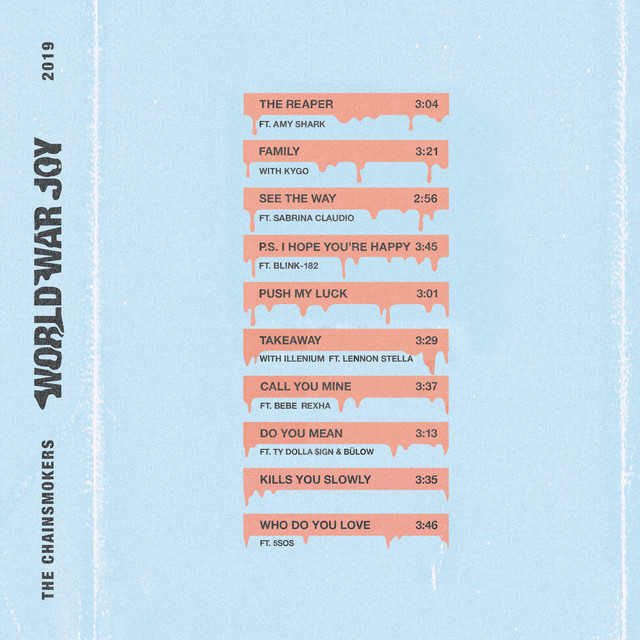 2019
WORLD WAR JOY
THE CHAINSMOKERS
THE REAPER 3:04
FT. AMY SHARK
FAMILY 3:21
WITH KYGO
SEE THE WAY 2:56
FT. SABRINA CLAUDIO
P.S. I HOPE YOU'RE HAPPY 3:45
FT. BLINK-182
PUSH MY LUCK 3:01
TAKEAWAY 3:29
WITH ILLENIUM FT. LENNON STELLA
CALL YOU MINE 3:37
FT. BEBE REXHA
DO YOU MEAN 3:13
FT. TY DOLLA $IGN & BÜLOW
KILLS YOU SLOWLY 3:35
WHO DO YOU LOVE 3:46
FT. 5SOS